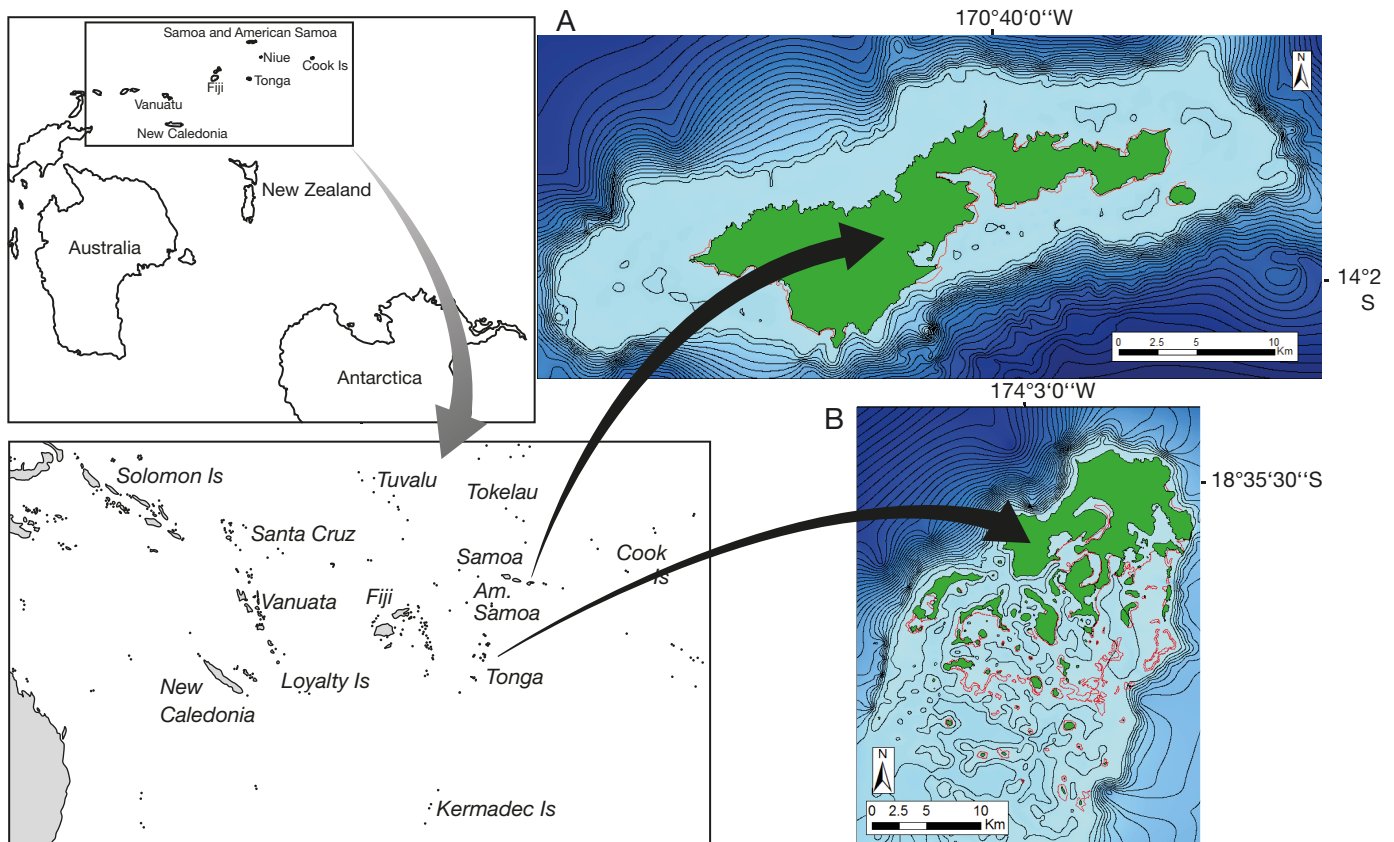 Samoa and American Samoa
Niue
Cook Is
Fiji
Tonga
Vanuatu
New Caledonia
New Zealand
Australia
Antarctica
A
170°40‘0‘‘W
N
14°2
S
0 2.5 5 10
Km
Solomon Is
Tuvalu
Tokelau
Santa Cruz
Samoa
Cook
Is
Am.
Samoa
Vanuata
Fiji
Loyalty Is
Tonga
New
Caledonia
Kermadec Is
174°3‘0‘‘W
B
18°35‘30‘‘S
N
0 2.5 5 10
Km